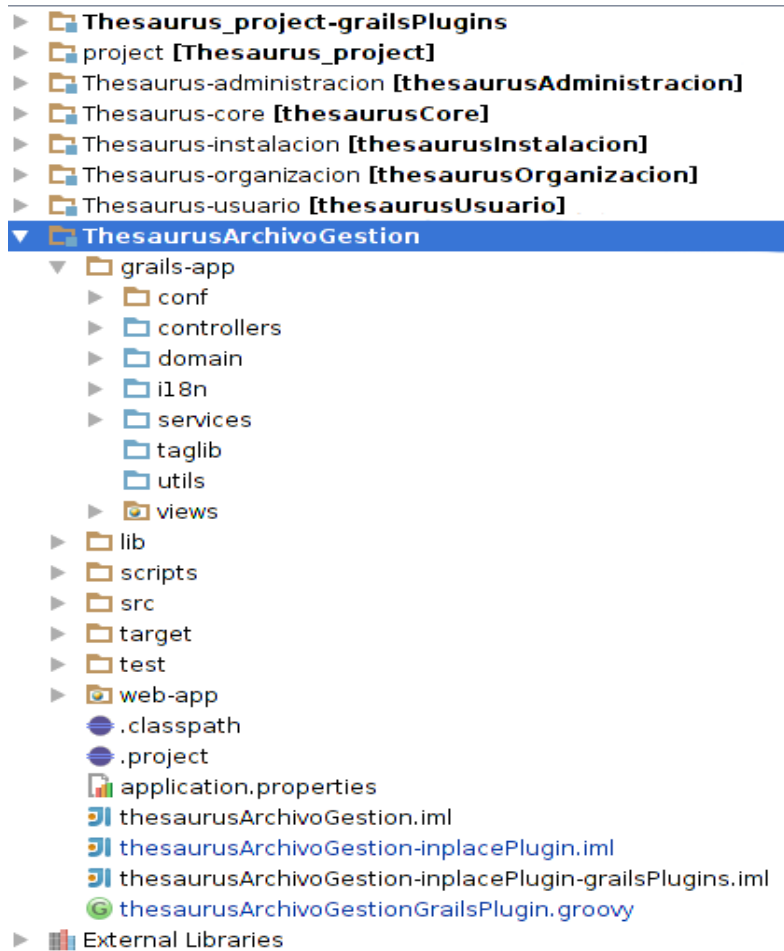 Thesaurus_project-grailsPlugins
project [Thesaurus_project]
Thesaurus-administracion [thesaurusAdministracion]
Thesaurus-core [thesaurusCore]
Thesaurus-instalacion [thesaurusInstalacion]
Thesaurus-organizacion [thesaurusOrganizacion]
Thesaurus-usuario [thesaurusUsuario]
ThesaurusArchivoGestion
grails-app
conf
controllers
domain
i18n
services
taglib
utils
views
lib
scripts
src
target
test
web-app
.classpath
.project
application.properties
thesaurusArchivoGestion.iml
thesaurusArchivoGestion-inplacePlugin.iml
thesaurusArchivoGestion-inplacePlugin-grailsPlugins.iml
thesaurusArchivoGestionGrailsPlugin.groovy
External Libraries